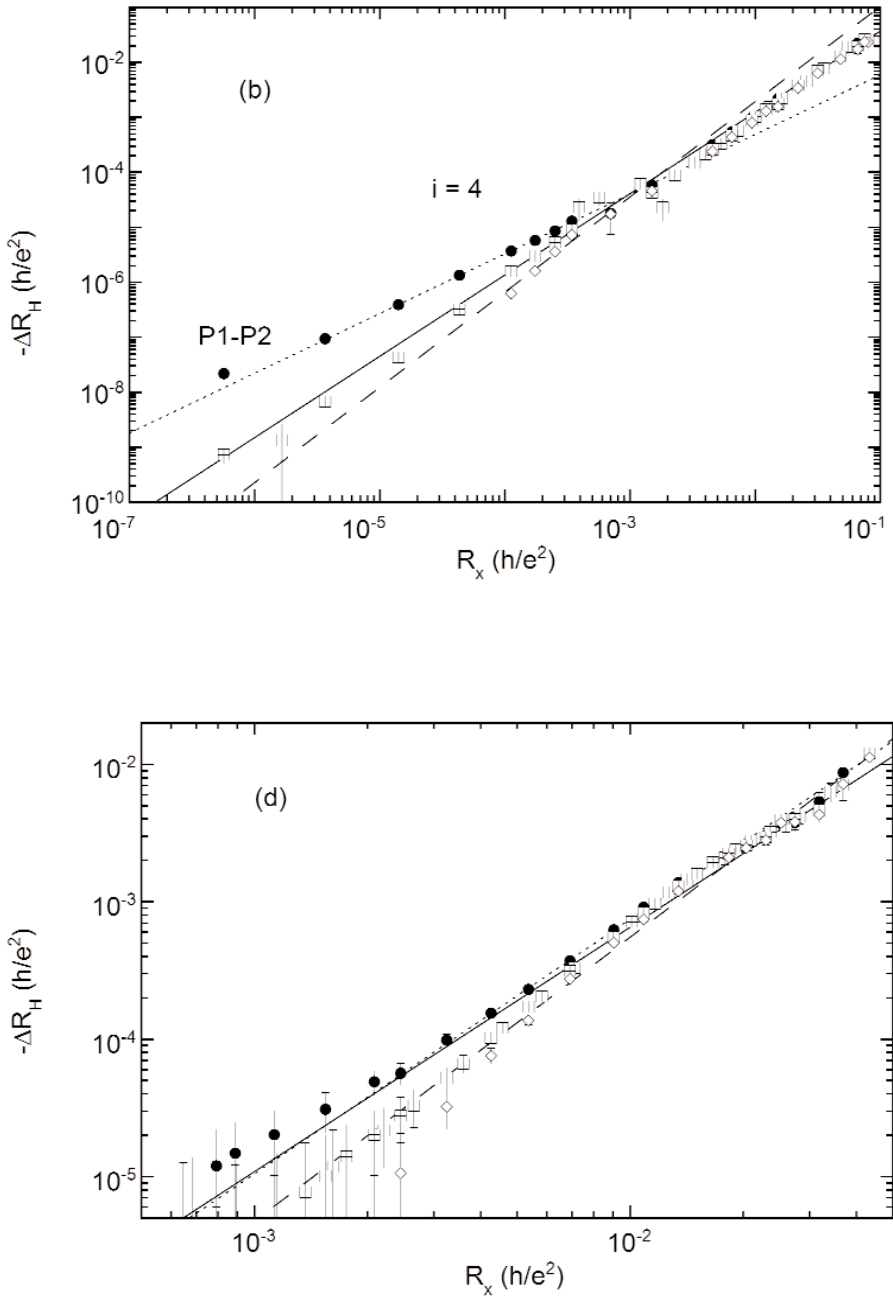 (b)
i = 4
P1-P2
10⁻²
10⁻⁴
10⁻⁶
10⁻⁸
10⁻¹⁰
-ΔR_H (h/e²)
10⁻⁷
10⁻⁵
10⁻³
10⁻¹
R_x (h/e²)
(d)
10⁻²
10⁻³
10⁻⁴
10⁻⁵
-ΔR_H (h/e²)
10⁻³
10⁻²
R_x (h/e²)